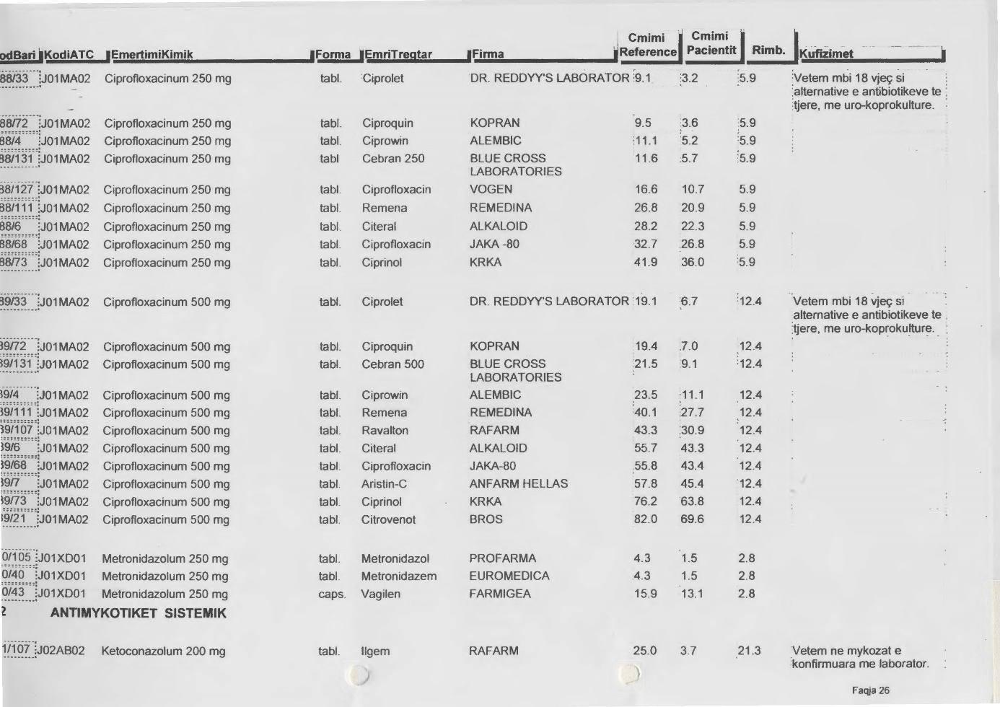 Cmimi Cmimi
odBari KodiATC EmertimiKimik Forma EmriTregtar Firma Reference Pacientit Rimb. Kufizimet
88/33 J01MA02 Ciprofloxacinum 250 mg tabl. Ciprolet DR. REDDYY'S LABORATOR 9.1 3.2 5.9 Vetem mbi 18 vjeç si
alternative e antibiotikeve te
tjere, me uro-koprokulture.
88/72 J01MA02 Ciprofloxacinum 250 mg tabl. Ciproquin KOPRAN 9.5 3.6 5.9
88/4 J01MA02 Ciprofloxacinum 250 mg tabl. Ciprowin ALEMBIC 11.1 5.2 5.9
88/131 J01MA02 Ciprofloxacinum 250 mg tabl Cebran 250 BLUE CROSS 11.6 5.7 5.9
LABORATORIES
88/127 J01MA02 Ciprofloxacinum 250 mg tabl. Ciprofloxacin VOGEN 16.6 10.7 5.9
88/111 J01MA02 Ciprofloxacinum 250 mg tabl. Remena REMEDINA 26.8 20.9 5.9
88/6 J01MA02 Ciprofloxacinum 250 mg tabl. Citeral ALKALOID 28.2 22.3 5.9
88/68 J01MA02 Ciprofloxacinum 250 mg tabl. Ciprofloxacin JAKA -80 32.7 26.8 5.9
88/73 J01MA02 Ciprofloxacinum 250 mg tabl. Ciprinol KRKA 41.9 36.0 5.9
89/33 J01MA02 Ciprofloxacinum 500 mg tabl. Ciprolet DR. REDDYY'S LABORATOR 19.1 6.7 12.4 Vetem mbi 18 vjeç si
alternative e antibiotikeve te
tjere, me uro-koprokulture.
89/72 J01MA02 Ciprofloxacinum 500 mg tabl. Ciproquin KOPRAN 19.4 7.0 12.4
89/131 J01MA02 Ciprofloxacinum 500 mg tabl. Cebran 500 BLUE CROSS 21.5 9.1 12.4
LABORATORIES
89/4 J01MA02 Ciprofloxacinum 500 mg tabl. Ciprowin ALEMBIC 23.5 11.1 12.4
89/111 J01MA02 Ciprofloxacinum 500 mg tabl. Remena REMEDINA 40.1 27.7 12.4
89/107 J01MA02 Ciprofloxacinum 500 mg tabl. Ravalton RAFARM 43.3 30.9 12.4
89/6 J01MA02 Ciprofloxacinum 500 mg tabl. Citeral ALKALOID 55.7 43.3 12.4
89/68 J01MA02 Ciprofloxacinum 500 mg tabl. Ciprofloxacin JAKA-80 55.8 43.4 12.4
89/7 J01MA02 Ciprofloxacinum 500 mg tabl. Aristin-C ANFARM HELLAS 57.8 45.4 12.4
89/73 J01MA02 Ciprofloxacinum 500 mg tabl. Ciprinol KRKA 76.2 63.8 12.4
89/21 J01MA02 Ciprofloxacinum 500 mg tabl. Citrovenot BROS 82.0 69.6 12.4
0/105 J01XD01 Metronidazolum 250 mg tabl. Metronidazol PROFARMA 4.3 1.5 2.8
0/40 J01XD01 Metronidazolum 250 mg tabl. Metronidazem EUROMEDICA 4.3 1.5 2.8
0/43 J01XD01 Metronidazolum 250 mg caps. Vagilen FARMIGEA 15.9 13.1 2.8
2 ANTIMYKOTIKET SISTEMIK
1/107 J02AB02 Ketoconazolum 200 mg tabl. Ilgem RAFARM 25.0 3.7 21.3 Vetem ne mykozat e
konfirmuara me laborator.
Faqja 26